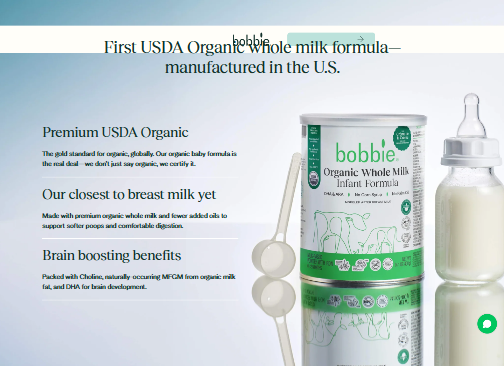 bobbie
First USDA Organic whole milk formula—
manufactured in the U.S.
Premium USDA Organic
The gold standard for organic, globally. Our organic baby formula is
the real deal—we don't just say organic, we certify it.
Our closest to breast milk yet
Made with premium organic whole milk and fewer added oils to
support softer poops and comfortable digestion.
Brain boosting benefits
Packed with Choline, naturally-occurring MFGM from organic milk
fat, and DHA for brain development.
bobbie
Organic Whole Milk
Infant Formula